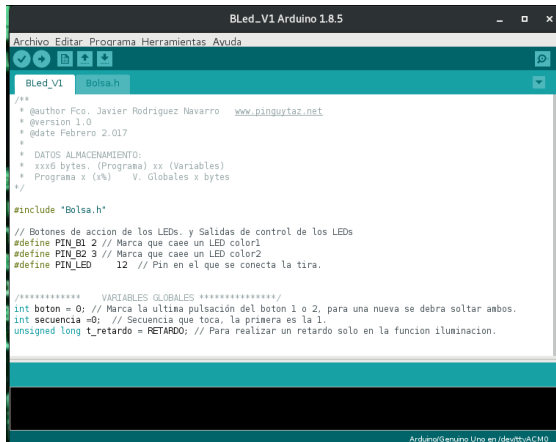 BLed_V1 Arduino 1.8.5
Archivo Editar Programa Herramientas Ayuda
BLed_V1 Bolsa.h
/**
* @author Fco. Javier Rodriguez Navarro www.pinguytaz.net
* @version 1.0
* @date Febrero 2.017
*
* DATOS ALMACENAMIENTO:
* xxx6 bytes. (Programa) xx (Variables)
* Programa x (x%) V. Globales x bytes
*/
#include "Bolsa.h"
// Botones de accion de los LEDs. y Salidas de control de los LEDs
#define PIN_B1 2 // Marca que caee un LED color1
#define PIN_B2 3 // Marca que caee un LED color2
#define PIN_LED 12 // Pin en el que se conecta la tira.
/************ VARIABLES GLOBALES ***************/
int boton = 0; // Marca la ultima pulsación del boton 1 o 2, para una nueva se debra soltar ambos.
int secuencia =0; // Secuencia que toca, la primera es la 1.
unsigned long t_retardo = RETARDO; // Para realizar un retardo solo en la funcion iluminacion.
Arduino/Genuino Uno en /dev/ttyACM0